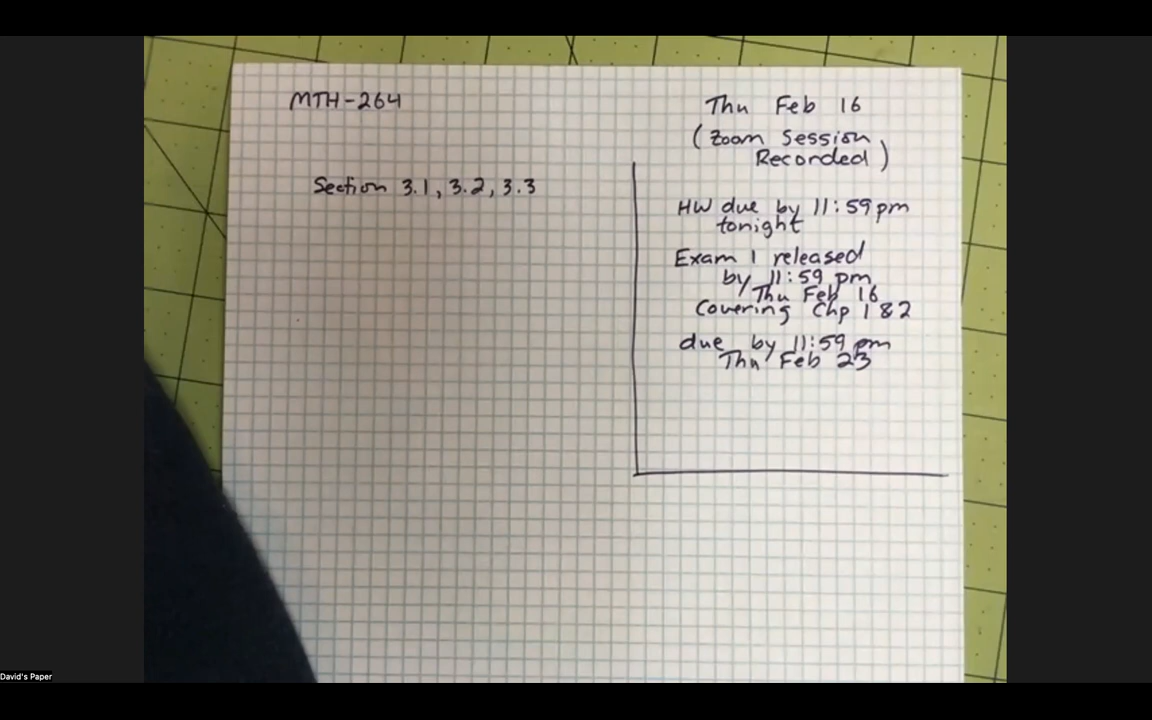 MTH-264
Thu Feb 16
(Zoom Session
Recorded)
Section 3.1, 3.2, 3.3
HW due by 11:59 pm
tonight
Exam 1 released
by 11:59 pm
Thu Feb 16
Covering Chp 1 & 2
due by 11:59 pm
Thu Feb 23
David's Paper